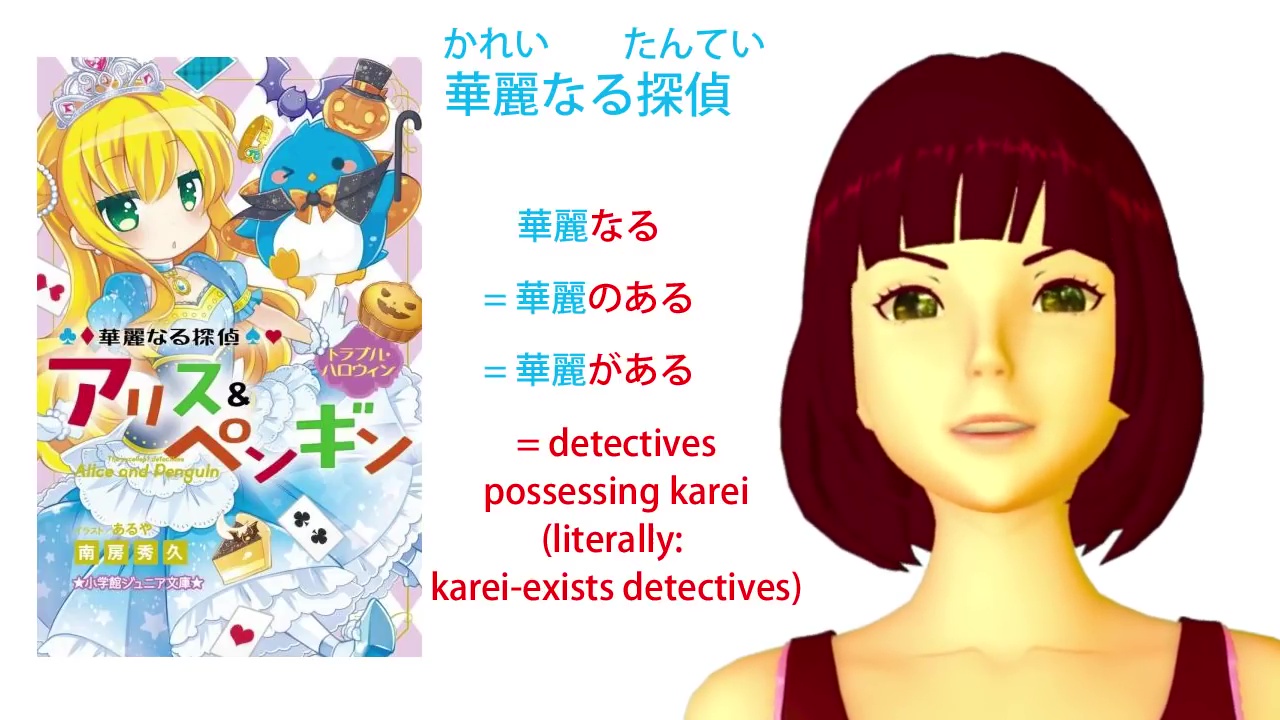 かれい たんてい
華麗なる探偵
華麗なる
= 華麗のある
= 華麗がある
= detectives
possessing karei
(literally:
karei-exists detectives)
♣♦華麗なる探偵♠♥
アリス&
ペンギン
トラブル・
ハロウィン
The excellent detectives
Alice and Penguin
イラスト あるや
南房秀久
★小学館ジュニア文庫★